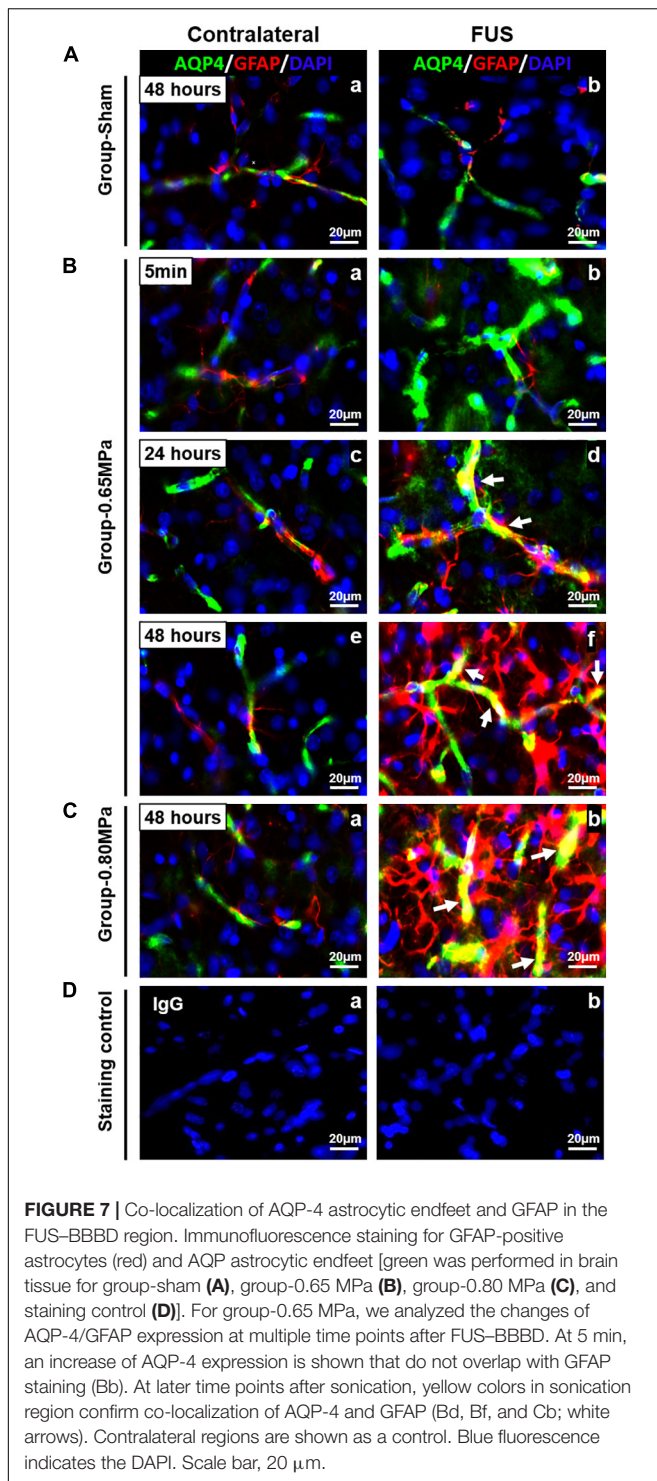 Contralateral
FUS
A
AQP4/GFAP/DAPI
AQP4/GFAP/DAPI
Group-Sham
48 hours
a
20µm
b
20µm
B
Group-0.65MPa
5min
a
20µm
b
20µm
24 hours
c
20µm
d
20µm
48 hours
e
20µm
f
20µm
C
Group-0.80MPa
48 hours
a
20µm
b
20µm
D
Staining control
IgG
a
20µm
b
20µm
FIGURE 7 | Co-localization of AQP-4 astrocytic endfeet and GFAP in the
FUS–BBBD region. Immunofluorescence staining for GFAP-positive
astrocytes (red) and AQP astrocytic endfeet [green was performed in brain
tissue for group-sham (A), group-0.65 MPa (B), group-0.80 MPa (C), and
staining control (D)]. For group-0.65 MPa, we analyzed the changes of
AQP-4/GFAP expression at multiple time points after FUS–BBBD. At 5 min,
an increase of AQP-4 expression is shown that do not overlap with GFAP
staining (Bb). At later time points after sonication, yellow colors in sonication
region confirm co-localization of AQP-4 and GFAP (Bd, Bf, and Cb; white
arrows). Contralateral regions are shown as a control. Blue fluorescence
indicates the DAPI. Scale bar, 20 µm.